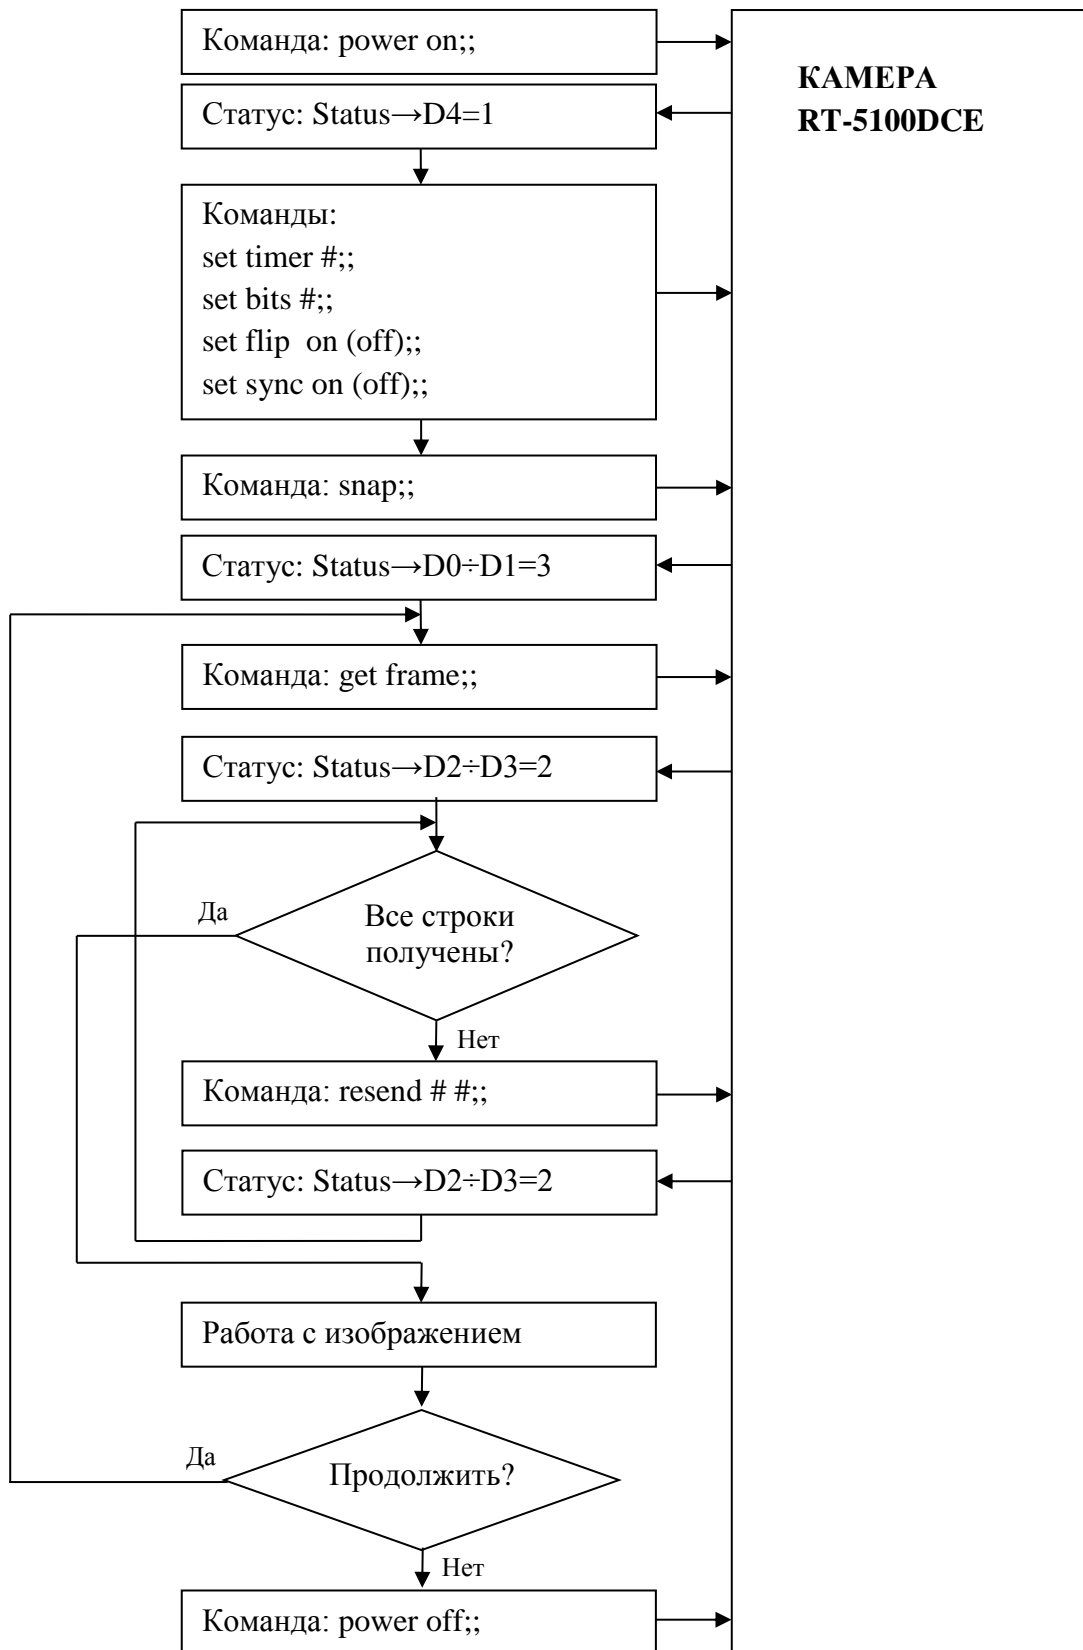 Команда: power on;;
КАМЕРА
RT-5100DCE
Статус: Status→D4=1
Команды:
set timer #;;
set bits #;;
set flip  on (off);;
set sync on (off);;
Команда: snap;;
Статус: Status→D0÷D1=3
Команда: get frame;;
Статус: Status→D2÷D3=2
Да
Все строки
получены?
Нет
Команда: resend # #;;
Статус: Status→D2÷D3=2
Работа с изображением
Да
Продолжить?
Нет
Команда: power off;;